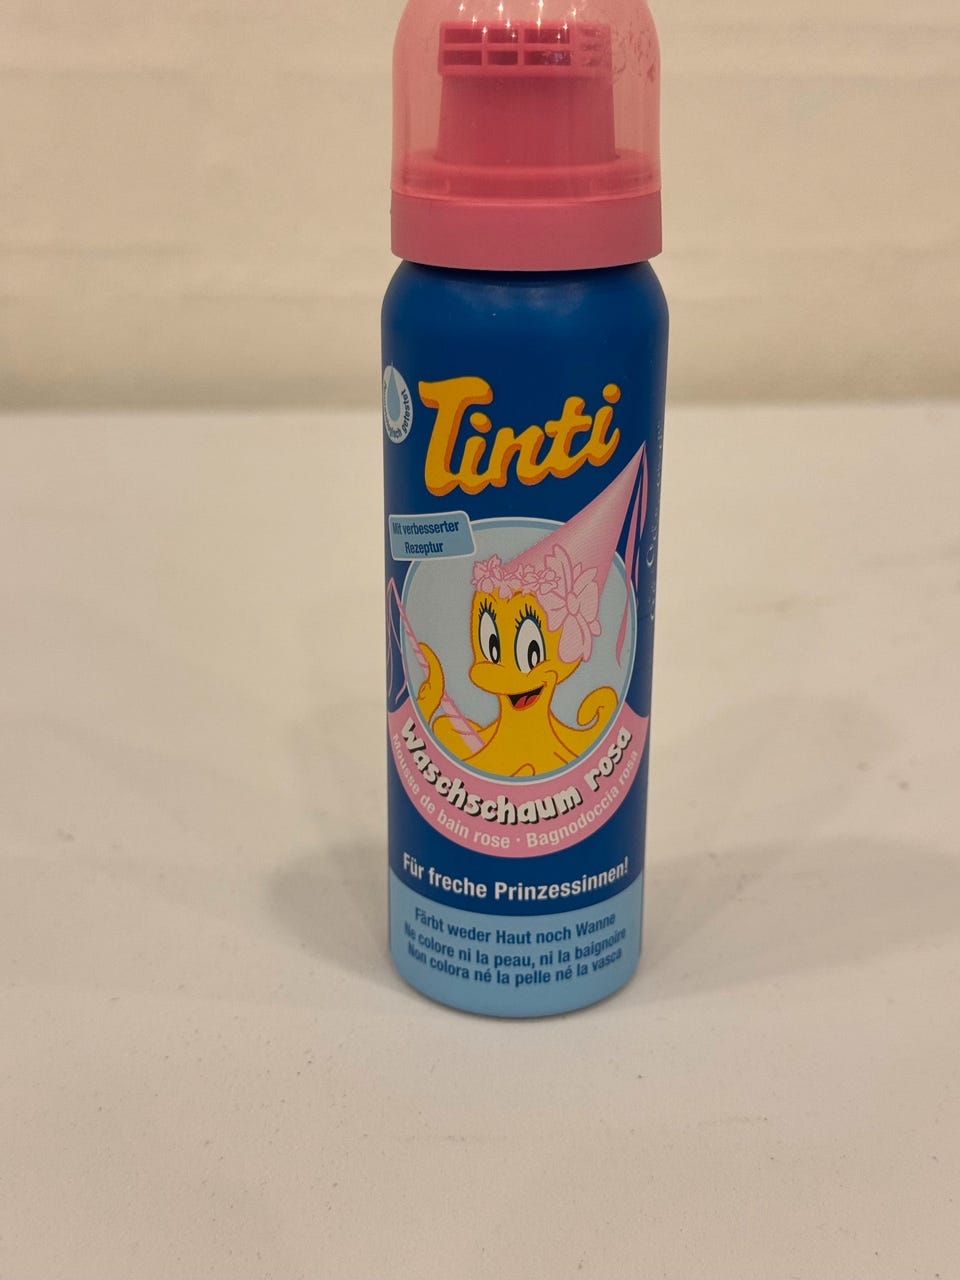 Tinti
getestet
Mit verbesserter
Rezeptur
Waschschaum rosa
Mousse de bain rose · Bagnodoccia rosa
Für freche Prinzessinnen!
Färbt weder Haut noch Wanne
Ne colore ni la peau, ni la baignoire
Non colora né la pelle né la vasca